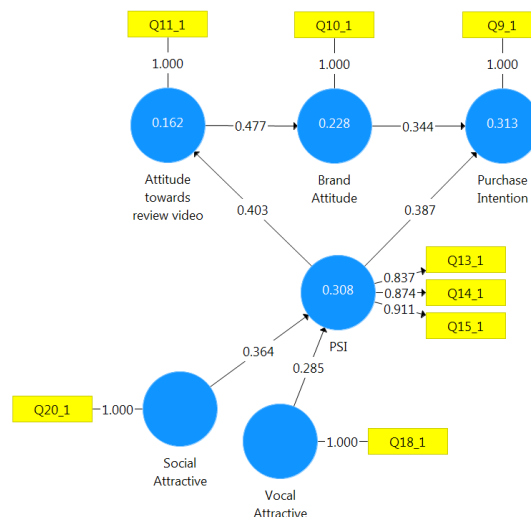 Q11_1
Q10_1
Q9_1
1.000
1.000
1.000
0.162
0.477
0.228
0.344
0.313
Attitude
towards
review video
Brand
Attitude
Purchase
Intention
0.403
0.387
Q13_1
0.837
0.308
0.874
Q14_1
0.911
Q15_1
PSI
0.364
0.285
Q20_1
1.000
Social
Attractive
1.000
Q18_1
Vocal
Attractive